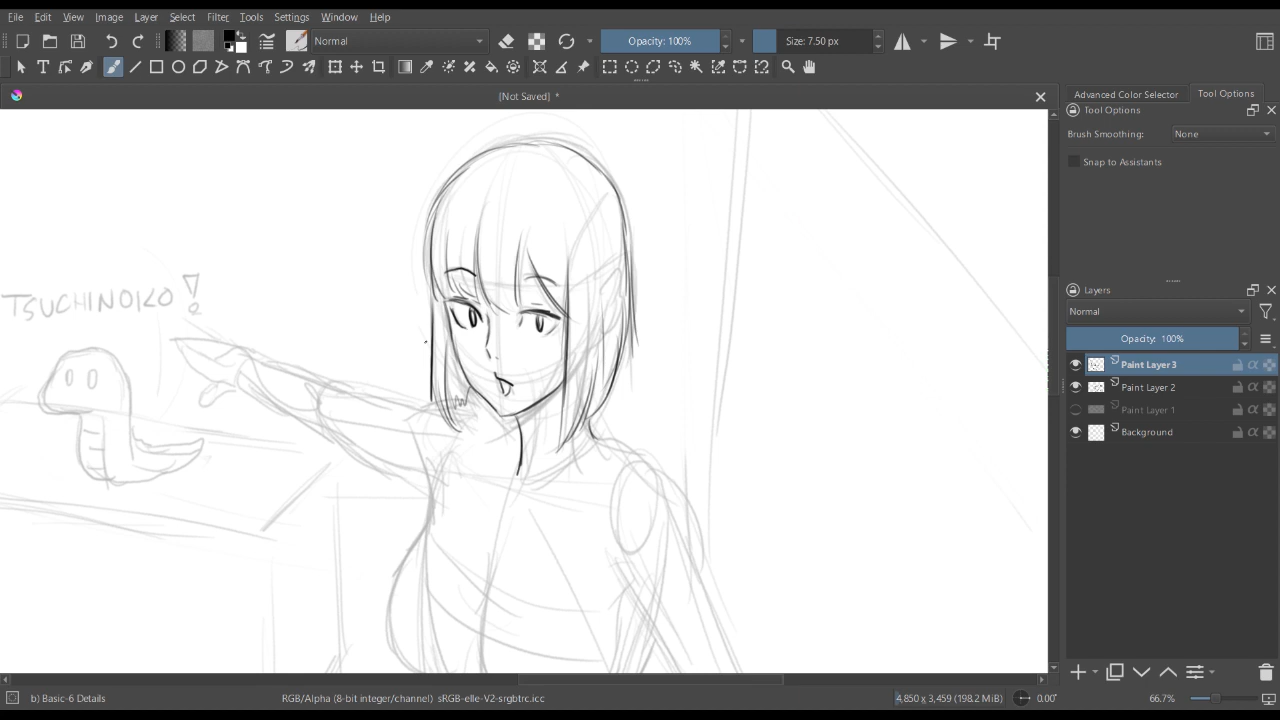 File Edit View Image Layer Select Filter Tools Settings Window Help
Normal Opacity: 100% Size: 7.50 px
[Not Saved] *
Advanced Color Selector Tool Options
Tool Options
Brush Smoothing: None
Snap to Assistants
TSUCHINOKO
Layers
Normal
Opacity: 100%
Paint Layer 3
Paint Layer 2
Paint Layer 1
Background
b) Basic-6 Details RGB/Alpha (8-bit integer/channel) sRGB-elle-V2-srgbtrc.icc 4,850 x 3,459 (198.2 MiB) 0.00° 66.7%